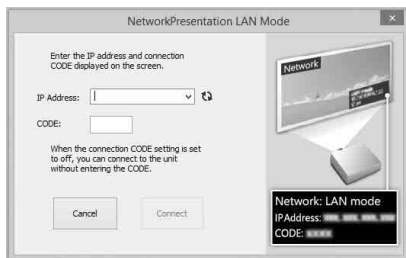 NetworkPresentation LAN Mode
Enter the IP address and connection
CODE displayed on the screen.
IP Address:
CODE:
When the connection CODE setting is set
to off, you can connect to the unit
without entering the CODE.
Cancel
Connect
Network
Network: LAN mode
IPAddress:
CODE: